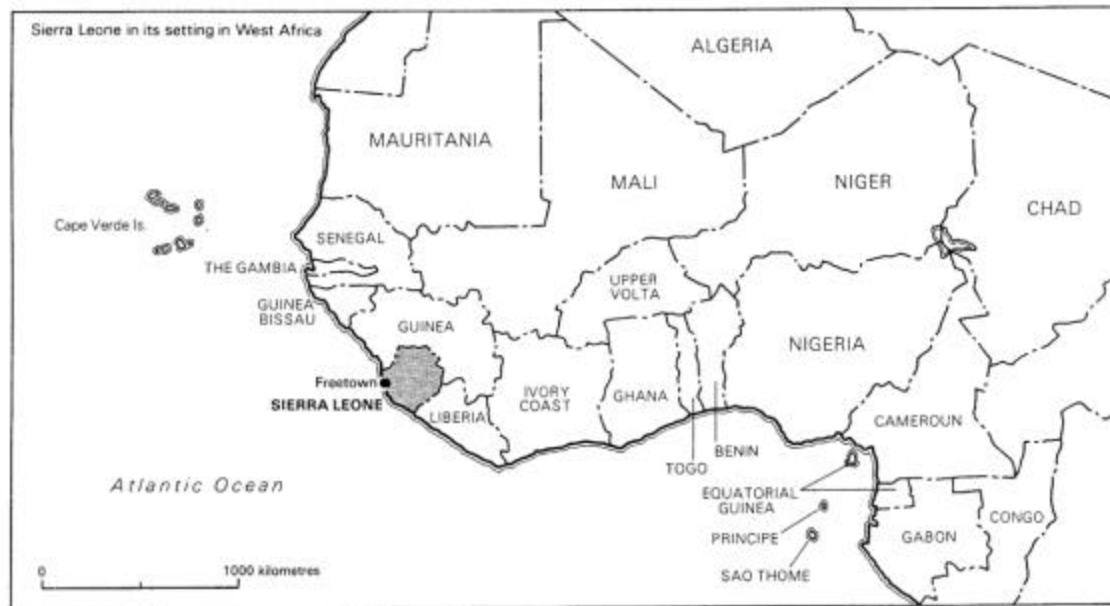 Sierra Leone in its setting in West Africa
ALGERIA
MAURITANIA
MALI
NIGER
CHAD
Cape Verde Is.
SENEGAL
THE GAMBIA
UPPER
VOLTA
GUINEA
BISSAU
GUINEA
NIGERIA
Freetown
SIERRA LEONE
LIBERIA
IVORY
COAST
GHANA
CAMEROUN
BENIN
TOGO
Atlantic Ocean
EQUATORIAL
GUINEA
CONGO
PRINCIPE
GABON
SAO THOME
0
1000 kilometres